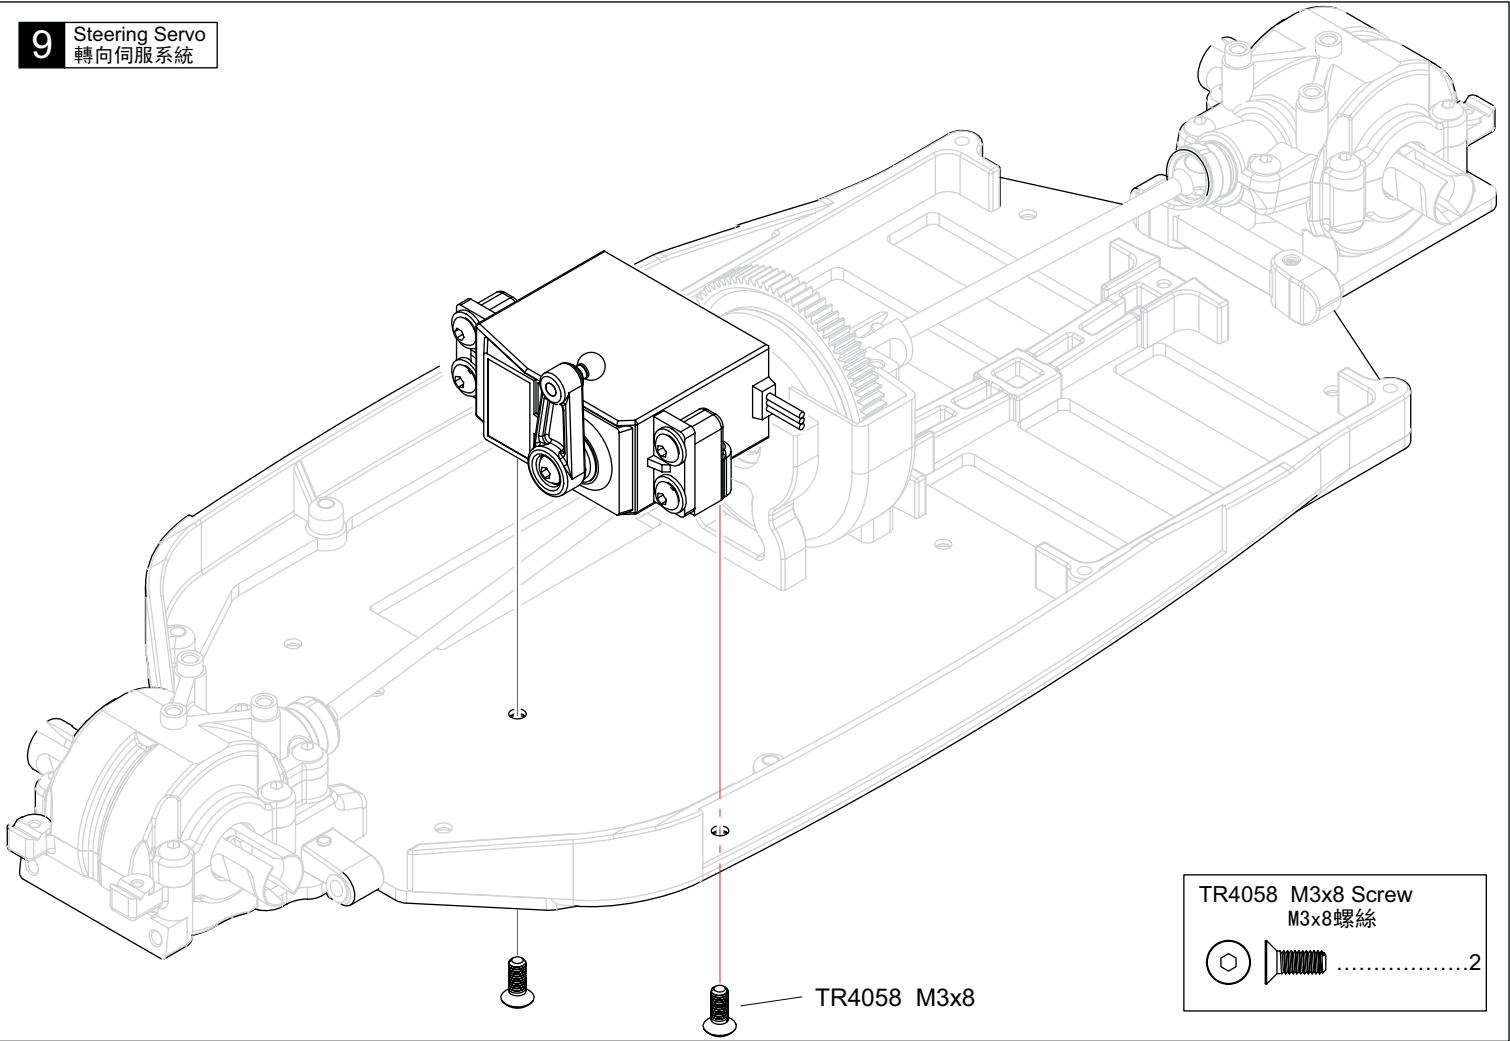 9
Steering Servo
轉向伺服系統
TR4058 M3x8 Screw
M3x8螺絲
..................2
TR4058 M3x8